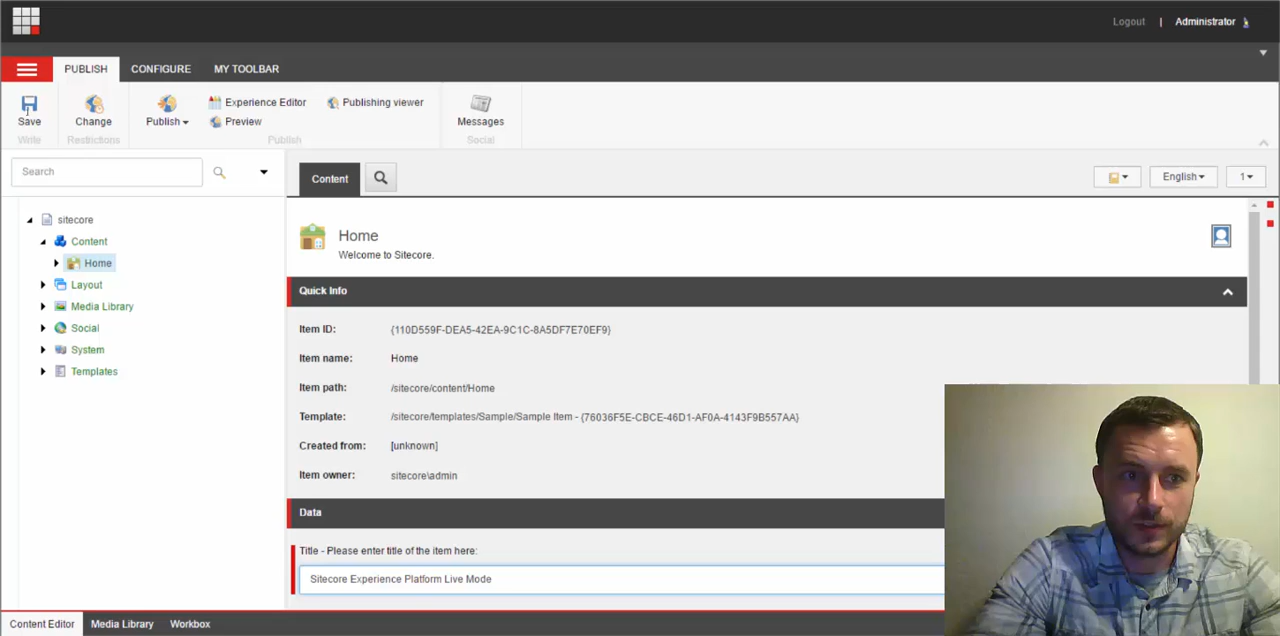 Logout | Administrator
PUBLISH CONFIGURE MY TOOLBAR
Save Change Publish Experience Editor Publishing viewer Preview Messages
Write Restrictions Publish Social
Search Content English 1
sitecore
Content
Home
Layout
Media Library
Social
System
Templates
Home
Welcome to Sitecore.
Quick Info
Item ID: {110D559F-DEA5-42EA-9C1C-8A5DF7E70EF9}
Item name: Home
Item path: /sitecore/content/Home
Template: /sitecore/templates/Sample/Sample Item - {76036F5E-CBCE-46D1-AF0A-4143F9B557AA}
Created from: [unknown]
Item owner: sitecore\admin
Data
Title - Please enter title of the item here:
Sitecore Experience Platform Live Mode
Content Editor Media Library Workbox